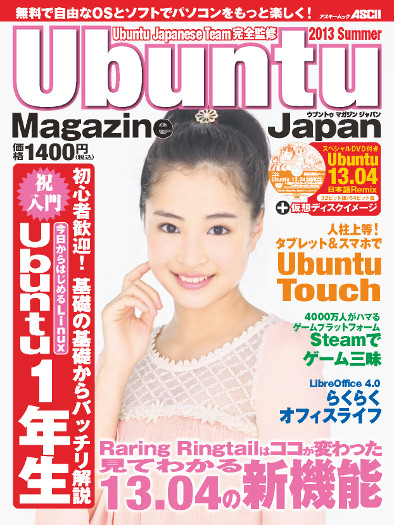 無料で自由なOSとソフトでパソコンをもっと楽しく!
アスキームック ASCII
Ubuntu Japanese Team完全監修
2013 Summer
Ubuntu
ウブントゥ マガジン ジャパン
Magazine Japan
価格1400円(税込)
スペシャルDVD付き
Ubuntu
13.04
日本語Remix
32ビット版/64ビット版
+仮想ディスクイメージ
祝入門
初心者歓迎! 基礎の基礎からバッチリ解説
今日からはじめるLinux
Ubuntu1年生
人柱上等!
タブレット&スマホで
Ubuntu
Touch
4000万人がハマる
ゲームプラットフォーム
Steamで
ゲーム三昧
LibreOffice 4.0
らくらく
オフィスライフ
Raring Ringtailはココが変わった
見てわかる
13.04の新機能